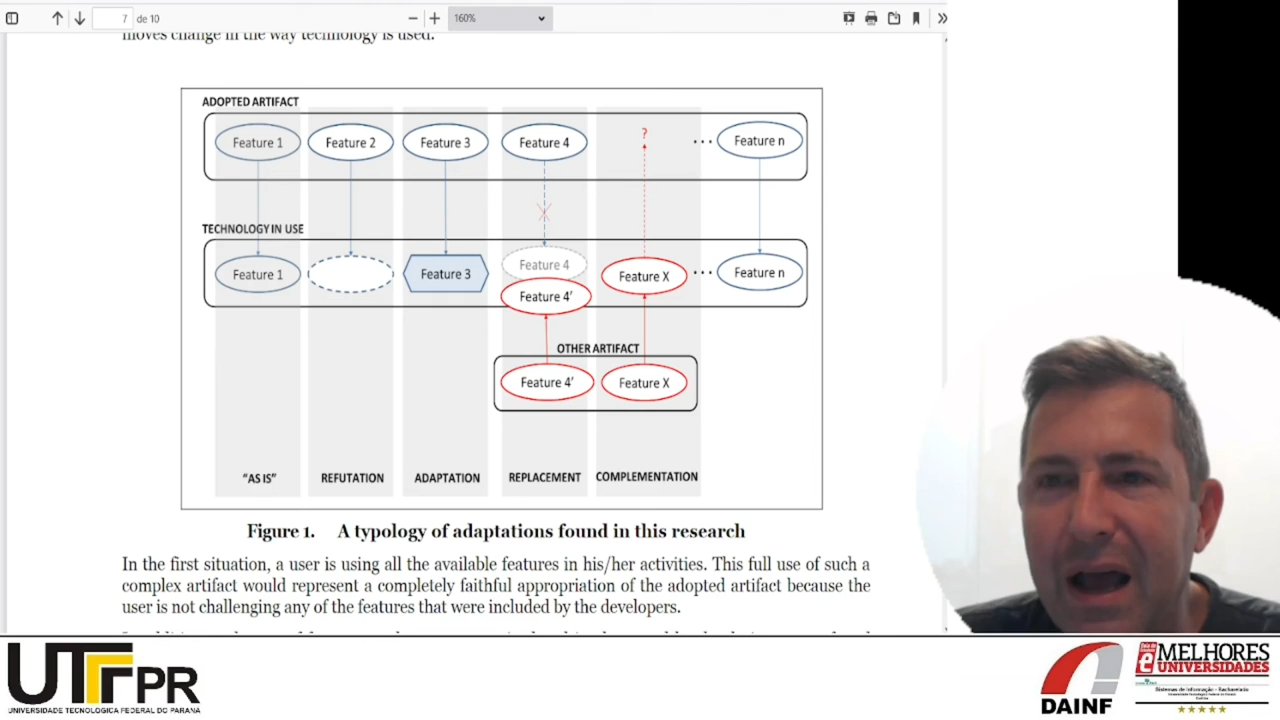 7 de 10
160%
moves change in the way technology is used.
ADOPTED ARTIFACT
Feature 1 Feature 2 Feature 3 Feature 4 ? ... Feature n
X
TECHNOLOGY IN USE
Feature 1 Feature 3 Feature 4 Feature X ... Feature n
Feature 4'
OTHER ARTIFACT
Feature 4' Feature X
"AS IS" REFUTATION ADAPTATION REPLACEMENT COMPLEMENTATION
Figure 1. A typology of adaptations found in this research
In the first situation, a user is using all the available features in his/her activities. This full use of such a
complex artifact would represent a completely faithful appropriation of the adopted artifact because the
user is not challenging any of the features that were included by the developers.
UTFPR
UNIVERSIDADE TECNOLÓGICA FEDERAL DO PARANÁ
DAINF
MELHORES
UNIVERSIDADES
Sistemas de Informação - Bacharelado